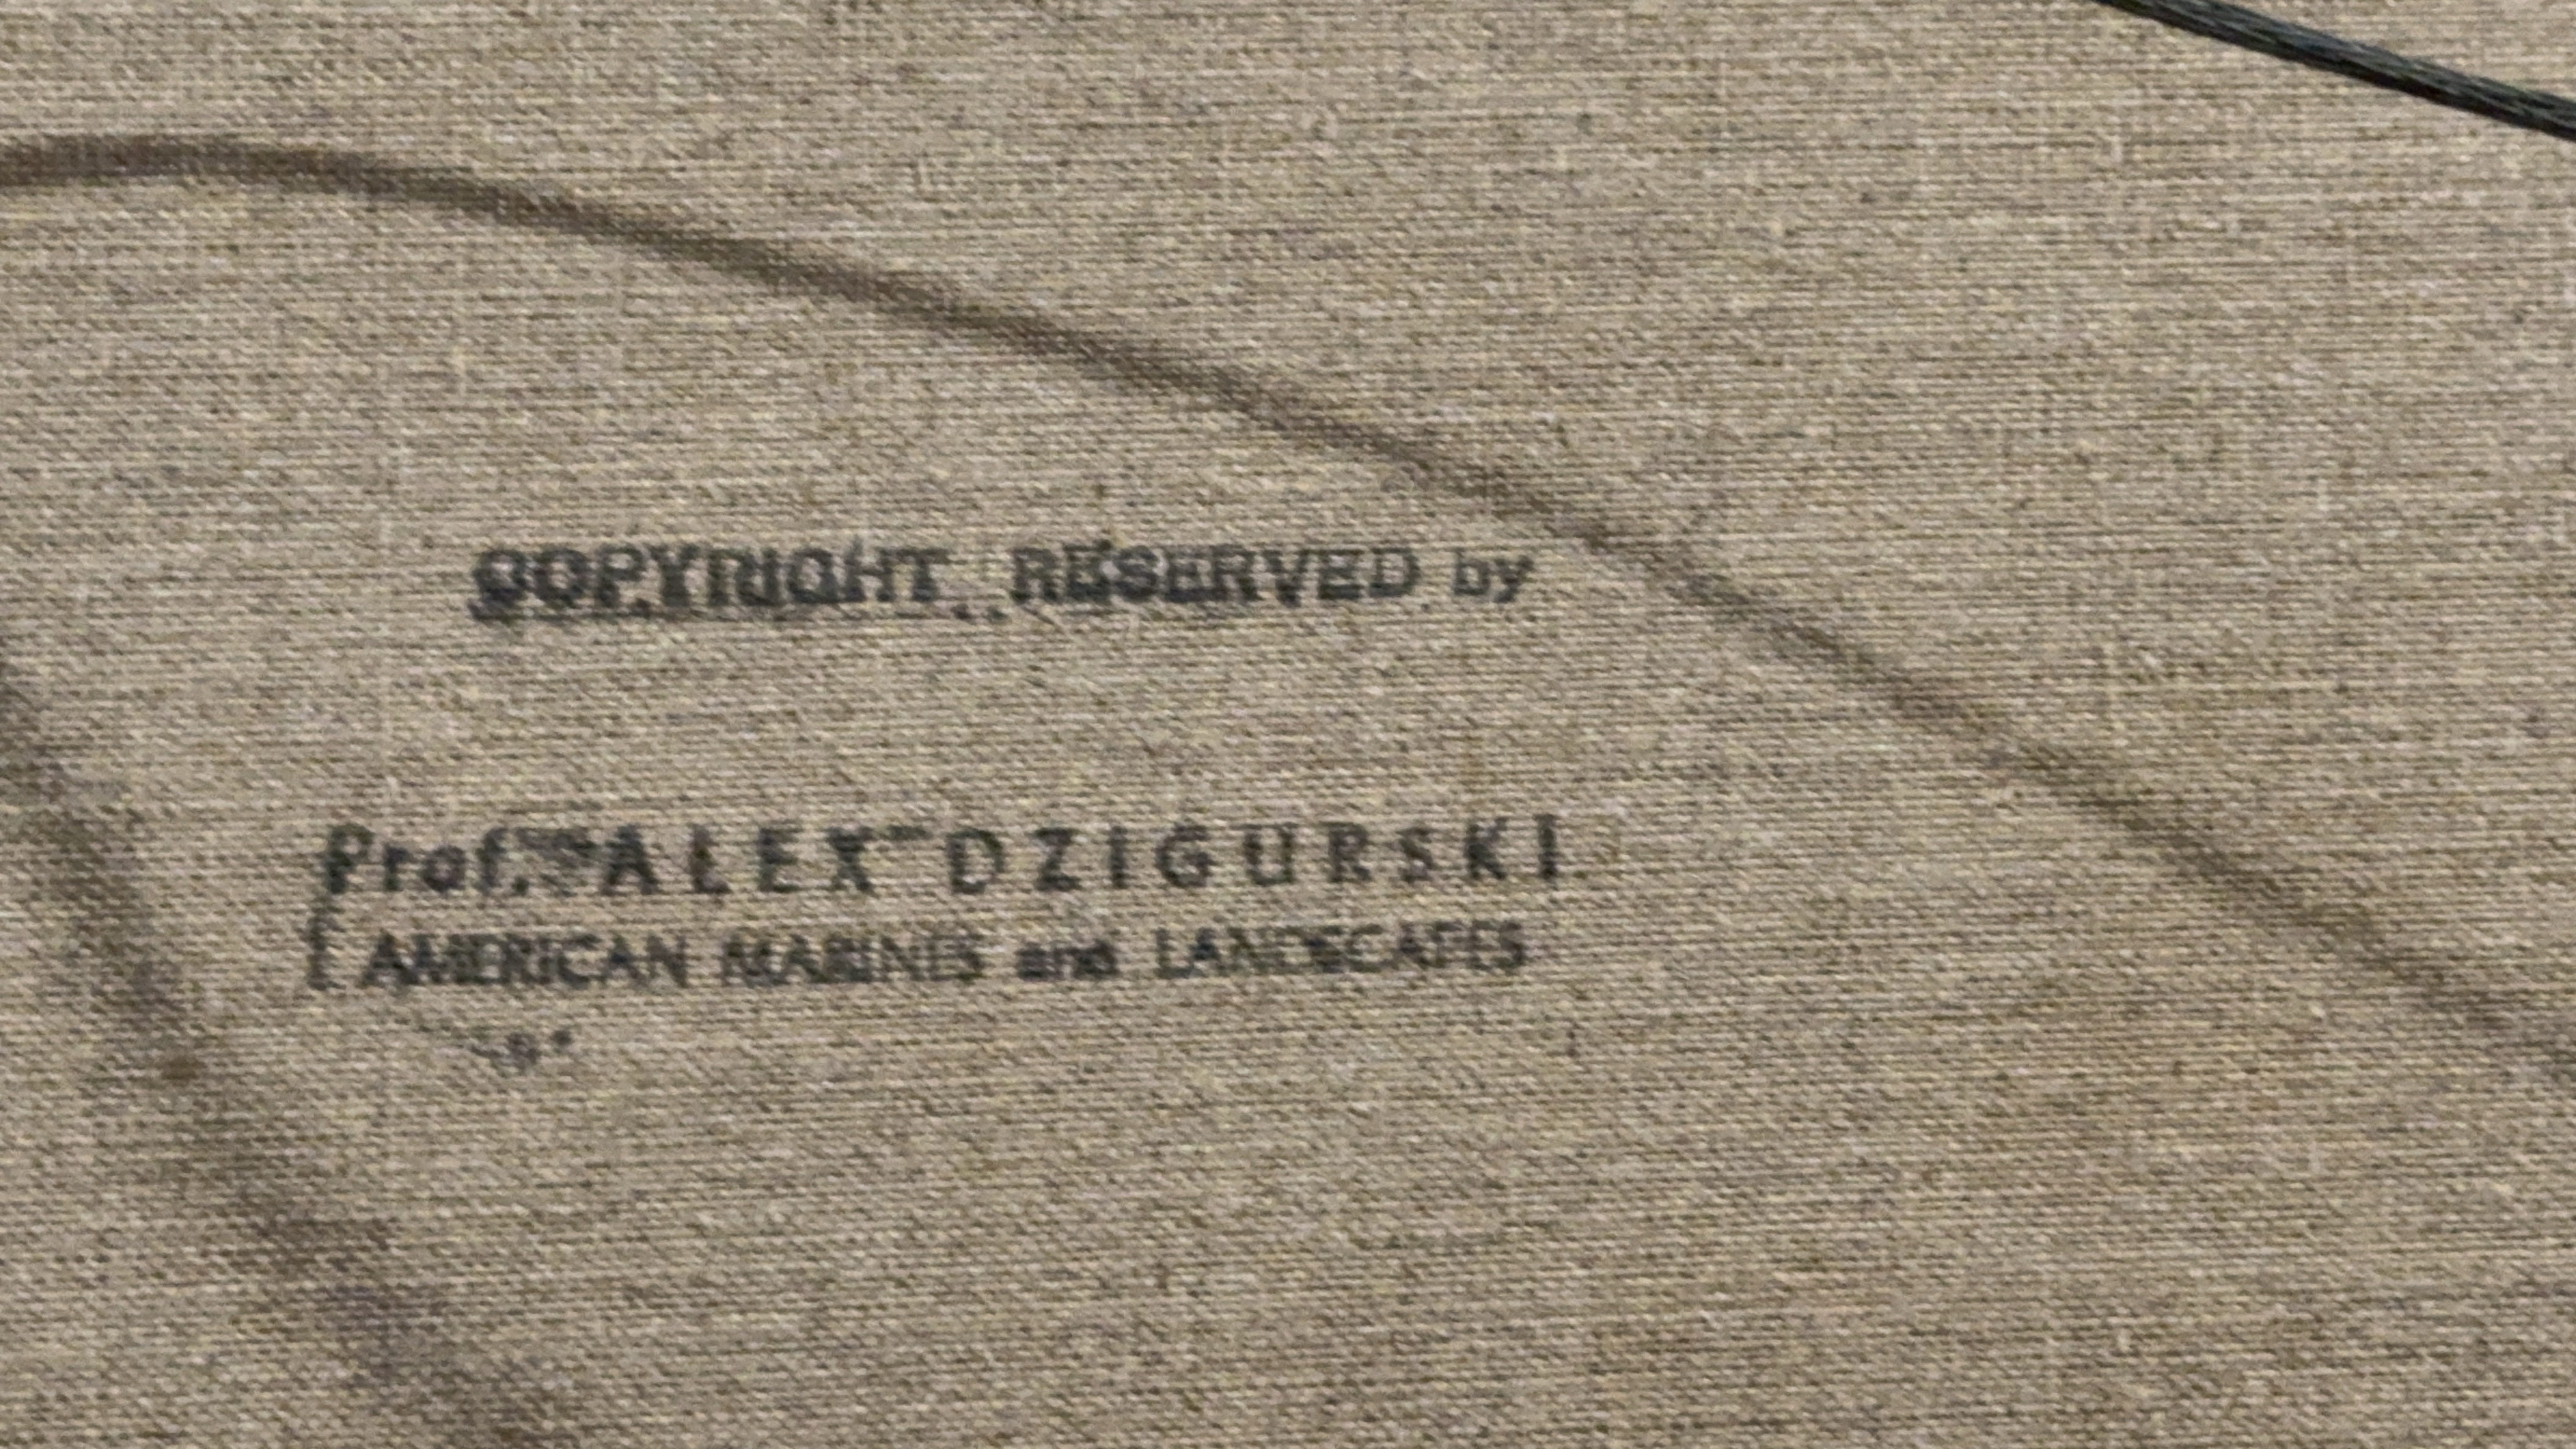 COPYRIGHT RESERVED by
Prof. ALEX DZIGURSKI
AMERICAN MARINES and LANDSCAPES